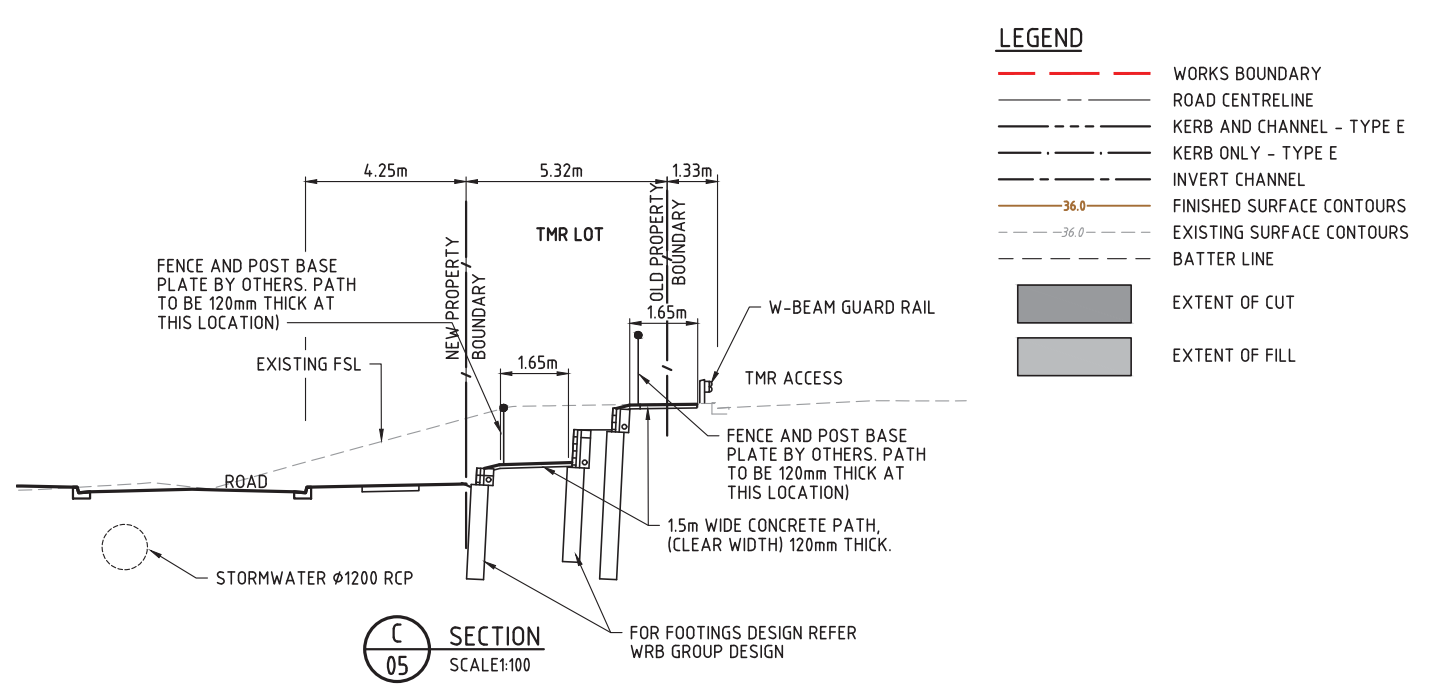 LEGEND
WORKS BOUNDARY
ROAD CENTRELINE
KERB AND CHANNEL - TYPE E
KERB ONLY - TYPE E
INVERT CHANNEL
36.0
FINISHED SURFACE CONTOURS
36.0
EXISTING SURFACE CONTOURS
BATTER LINE
EXTENT OF CUT
EXTENT OF FILL
4.25m
5.32m
1.33m
TMR LOT
NEW PROPERTY
BOUNDARY
OLD PROPERTY
BOUNDARY
FENCE AND POST BASE
PLATE BY OTHERS. PATH
TO BE 120mm THICK AT
THIS LOCATION)
1.65m
W-BEAM GUARD RAIL
EXISTING FSL
1.65m
TMR ACCESS
FENCE AND POST BASE
PLATE BY OTHERS. PATH
TO BE 120mm THICK AT
THIS LOCATION)
ROAD
1.5m WIDE CONCRETE PATH,
(CLEAR WIDTH) 120mm THICK.
STORMWATER Ø1200 RCP
FOR FOOTINGS DESIGN REFER
WRB GROUP DESIGN
C
05
SECTION
SCALE1:100